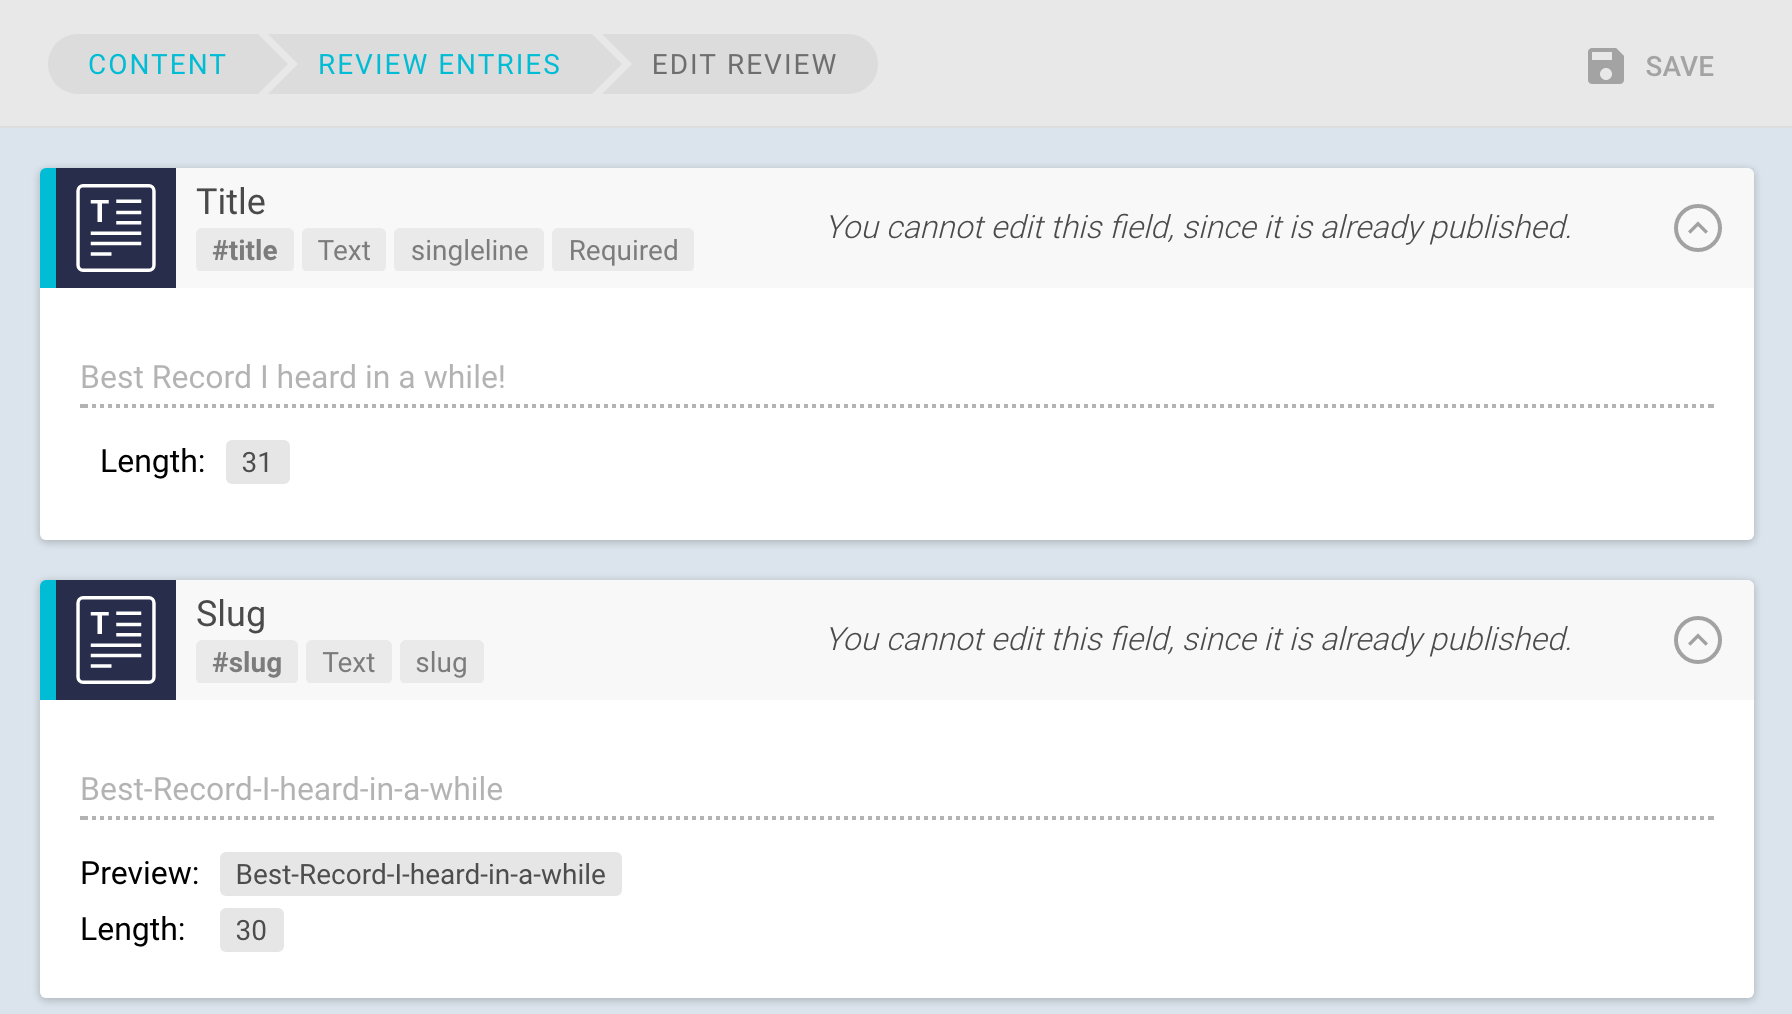 CONTENT REVIEW ENTRIES EDIT REVIEW SAVE
Title
#title Text singleline Required
You cannot edit this field, since it is already published.
Best Record I heard in a while!
Length: 31
Slug
#slug Text slug
You cannot edit this field, since it is already published.
Best-Record-I-heard-in-a-while
Preview: Best-Record-I-heard-in-a-while
Length: 30